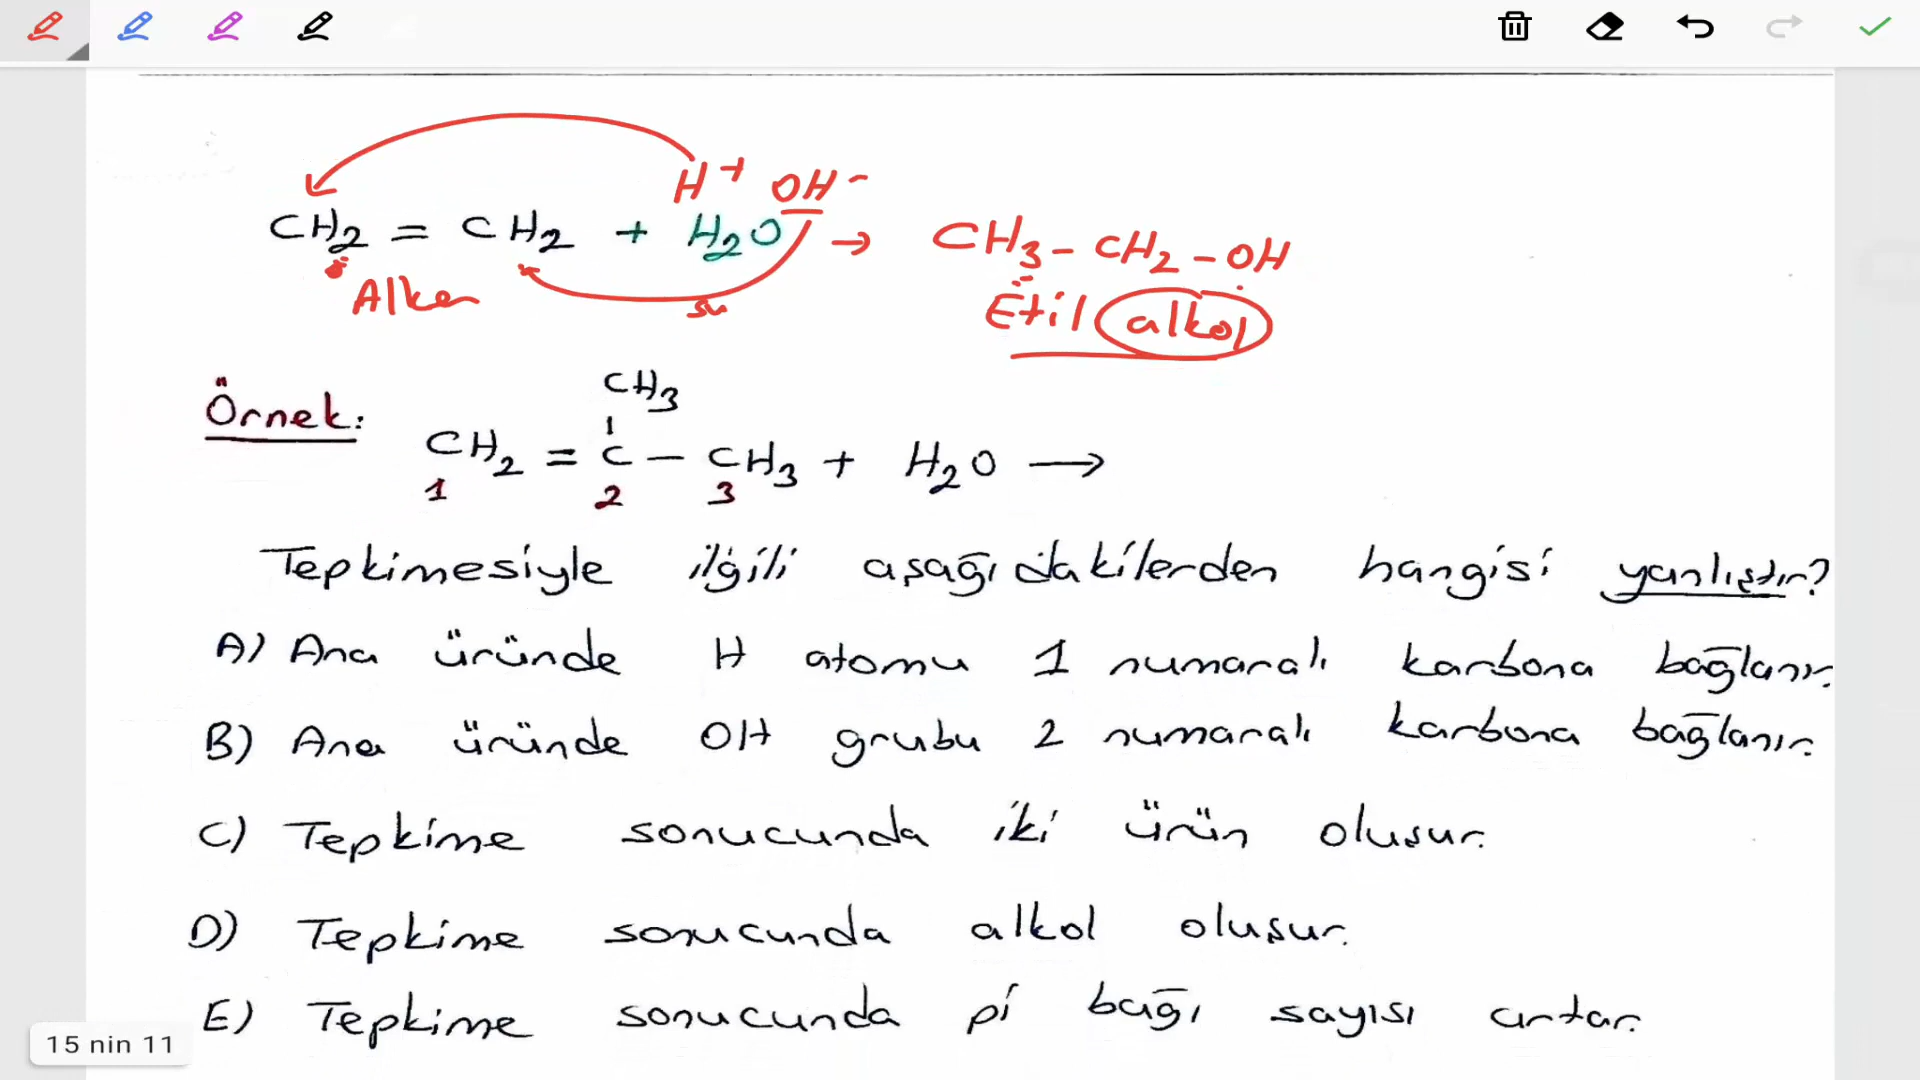 H⁺ OH⁻
CH₂ = CH₂ + H₂O → CH₃ - CH₂ - OH
Alken su Etil alkol
Örnek:
CH₃
CH₂ = C - CH₃ + H₂O →
1 2 3
Tepkimesiyle ilgili aşağıdakilerden hangisi yanlıştır?
A) Ana üründe H atomu 1 numaralı karbona bağlanır.
B) Ana üründe OH grubu 2 numaralı karbona bağlanır.
C) Tepkime sonucunda iki ürün oluşur.
D) Tepkime sonucunda alkol oluşur.
E) Tepkime sonucunda pi bağı sayısı artar.
15 nin 11